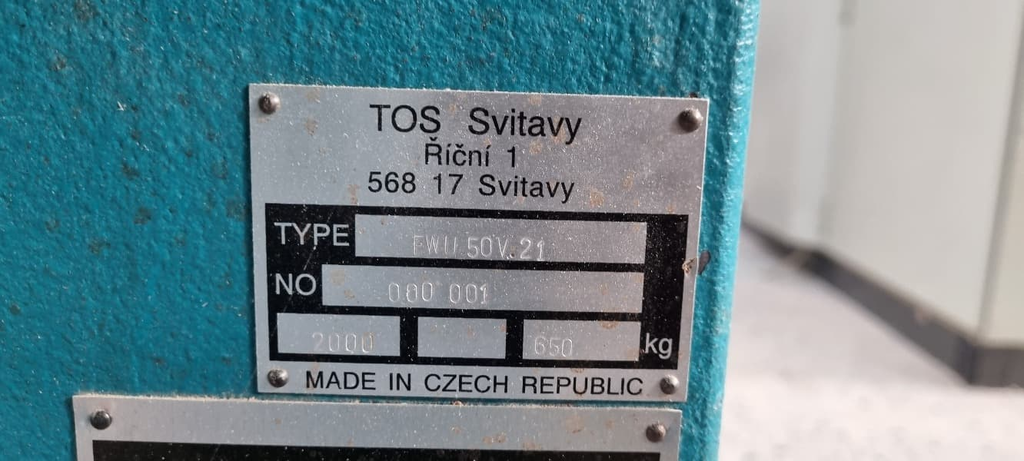 TOS Svitavy
Říční 1
568 17 Svitavy
TYPE FWU 50V.21
NO 080 001
2000 650 kg
MADE IN CZECH REPUBLIC